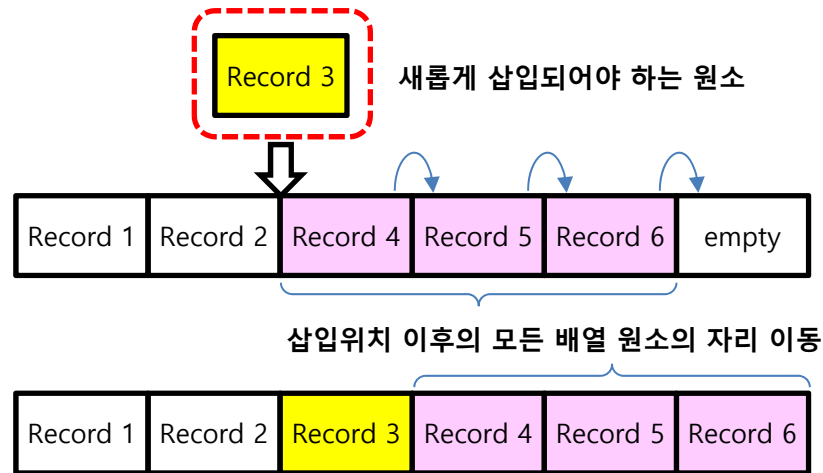 Record 3
새롭게 삽입되어야 하는 원소
Record 1 Record 2 Record 4 Record 5 Record 6 empty
삽입위치 이후의 모든 배열 원소의 자리 이동
Record 1 Record 2 Record 3 Record 4 Record 5 Record 6